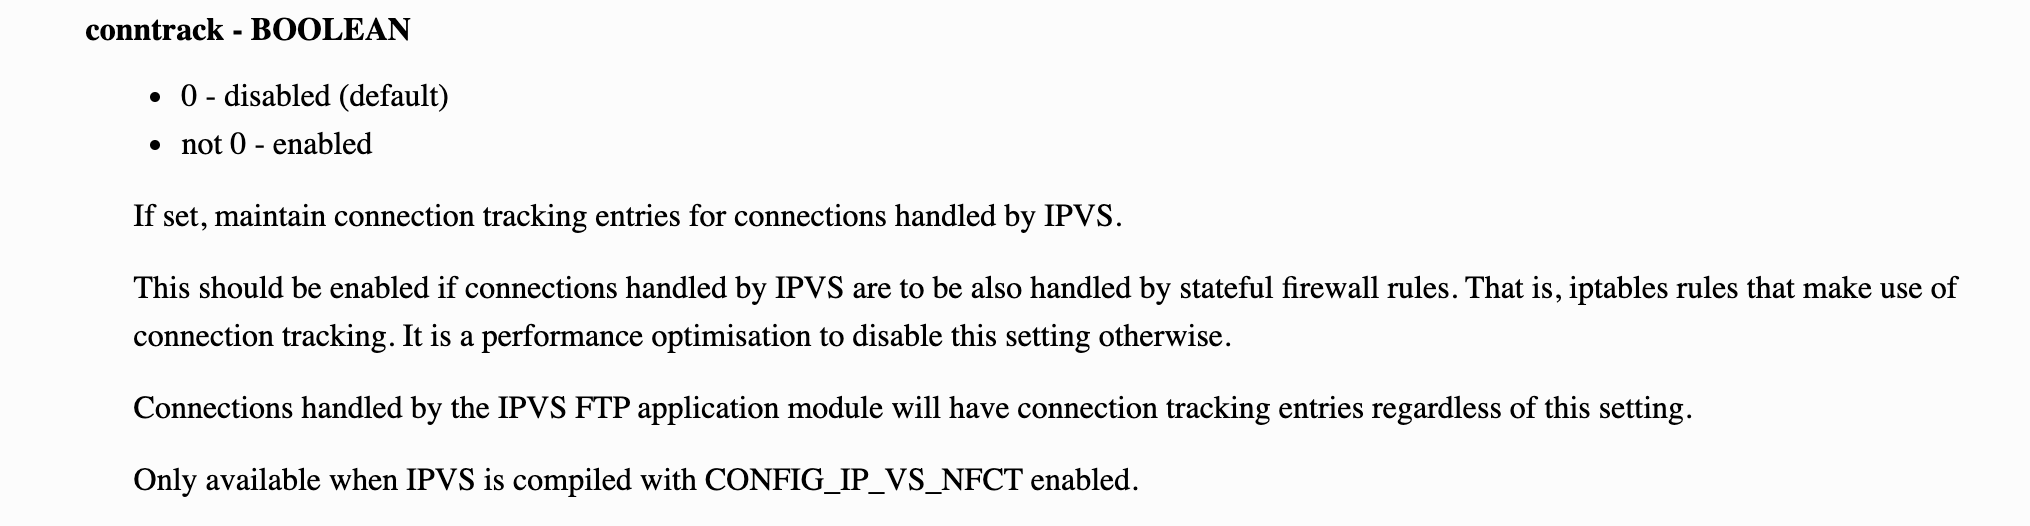 conntrack - BOOLEAN
• 0 - disabled (default)
• not 0 - enabled
If set, maintain connection tracking entries for connections handled by IPVS.
This should be enabled if connections handled by IPVS are to be also handled by stateful firewall rules. That is, iptables rules that make use of
connection tracking. It is a performance optimisation to disable this setting otherwise.
Connections handled by the IPVS FTP application module will have connection tracking entries regardless of this setting.
Only available when IPVS is compiled with CONFIG_IP_VS_NFCT enabled.